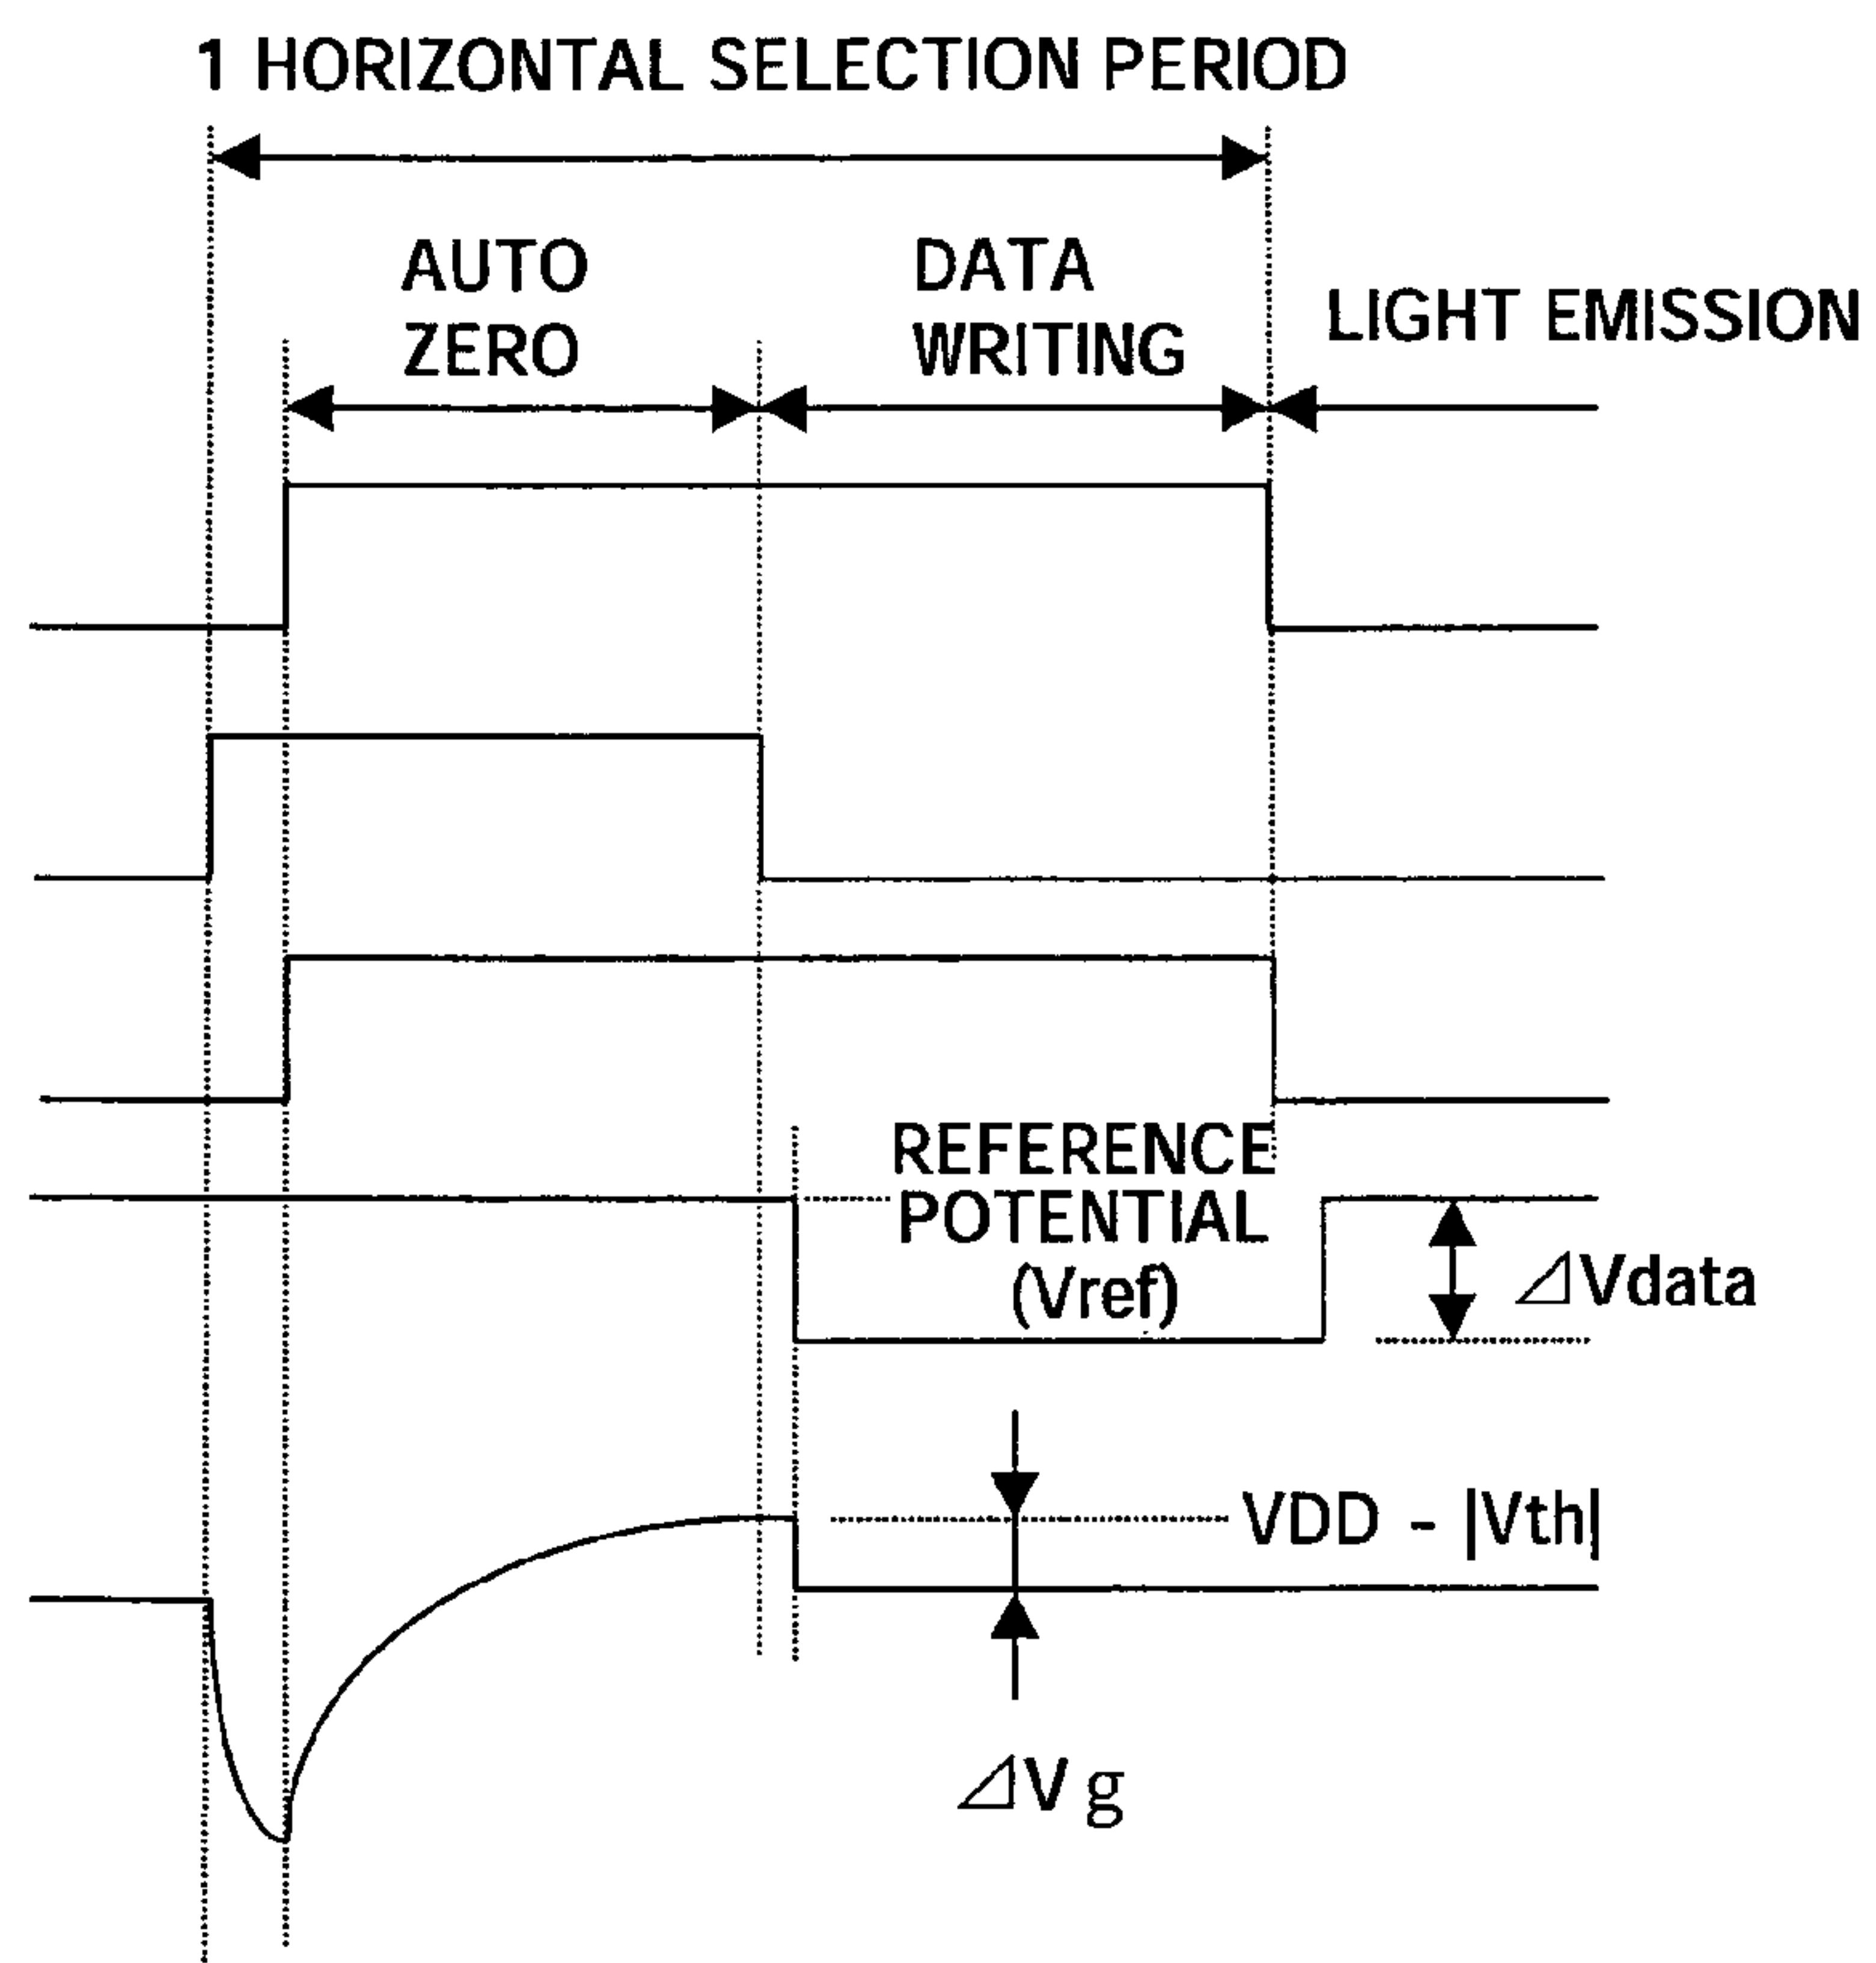 1 HORIZONTAL SELECTION PERIOD
AUTO
ZERO
DATA
WRITING
LIGHT EMISSION
REFERENCE
POTENTIAL
(Vref)
⊿Vdata
VDD - |Vth|
⊿Vg